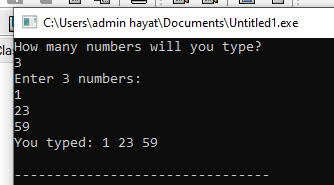 C:\Users\admin hayat\Documents\Untitled1.exe
How many numbers will you type?
3
Enter 3 numbers:
1
23
59
You typed: 1 23 59
--------------------------------